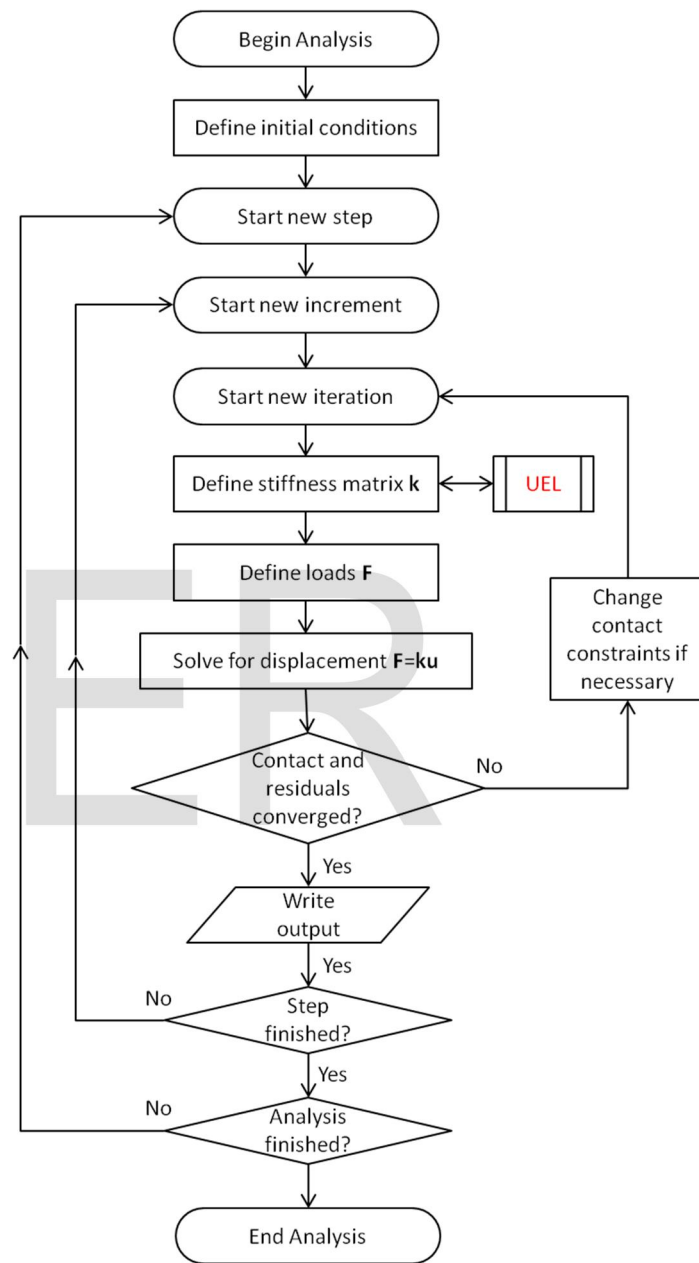 Begin Analysis
Define initial conditions
Start new step
Start new increment
Start new iteration
Define stiffness matrix k
UEL
Define loads F
Solve for displacement F=ku
Change
contact
constraints if
necessary
Contact and
residuals
converged?
No
Yes
Write
output
Yes
No
Step
finished?
Yes
No
Analysis
finished?
End Analysis
ER